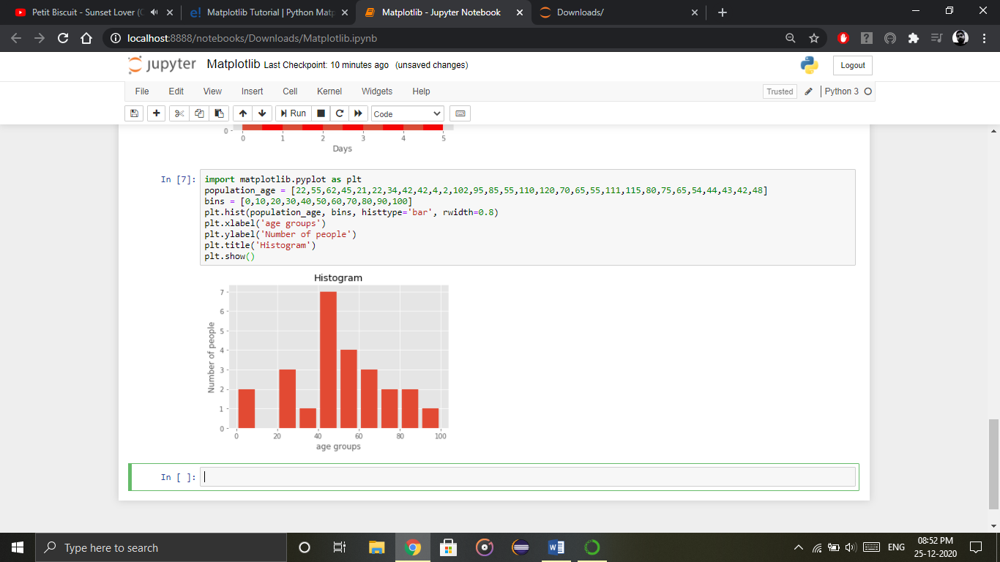 Petit Biscuit - Sunset Lover (
Matplotlib Tutorial | Python Matp
Matplotlib - Jupyter Notebook
Downloads/
localhost:8888/notebooks/Downloads/Matplotlib.ipynb
jupyter Matplotlib Last Checkpoint: 10 minutes ago (unsaved changes)
Logout
File Edit View Insert Cell Kernel Widgets Help
Trusted Python 3
Run Code
0
0 1 2 3 4 5
Days
In [7]:
import matplotlib.pyplot as plt
population_age = [22,55,62,45,21,22,34,42,42,4,2,102,95,85,55,110,120,70,65,55,111,115,80,75,65,54,44,43,42,48]
bins = [0,10,20,30,40,50,60,70,80,90,100]
plt.hist(population_age, bins, histtype='bar', rwidth=0.8)
plt.xlabel('age groups')
plt.ylabel('Number of people')
plt.title('Histogram')
plt.show()
Histogram
Number of people
7
6
5
4
3
2
1
0
0 20 40 60 80 100
age groups
In [ ]:
Type here to search
ENG
08:52 PM
25-12-2020